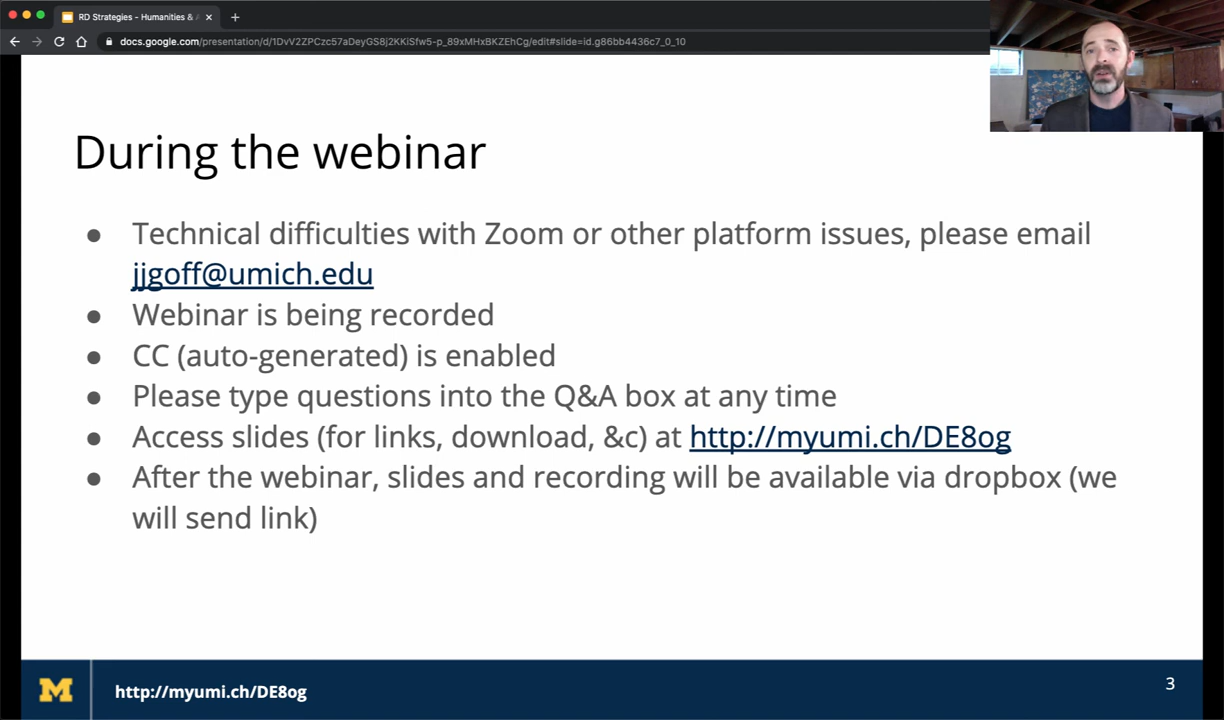 RD Strategies - Humanities &
docs.google.com/presentation/d/1DvV2ZPCzc57aDeyGS8j2KKiSfw5-p_89xMHxBKZEhCg/edit#slide=id.g86bb4436c7_0_10
During the webinar
● Technical difficulties with Zoom or other platform issues, please email
jjgoff@umich.edu
● Webinar is being recorded
● CC (auto-generated) is enabled
● Please type questions into the Q&A box at any time
● Access slides (for links, download, &c) at http://myumi.ch/DE8og
● After the webinar, slides and recording will be available via dropbox (we
will send link)
M
http://myumi.ch/DE8og
3